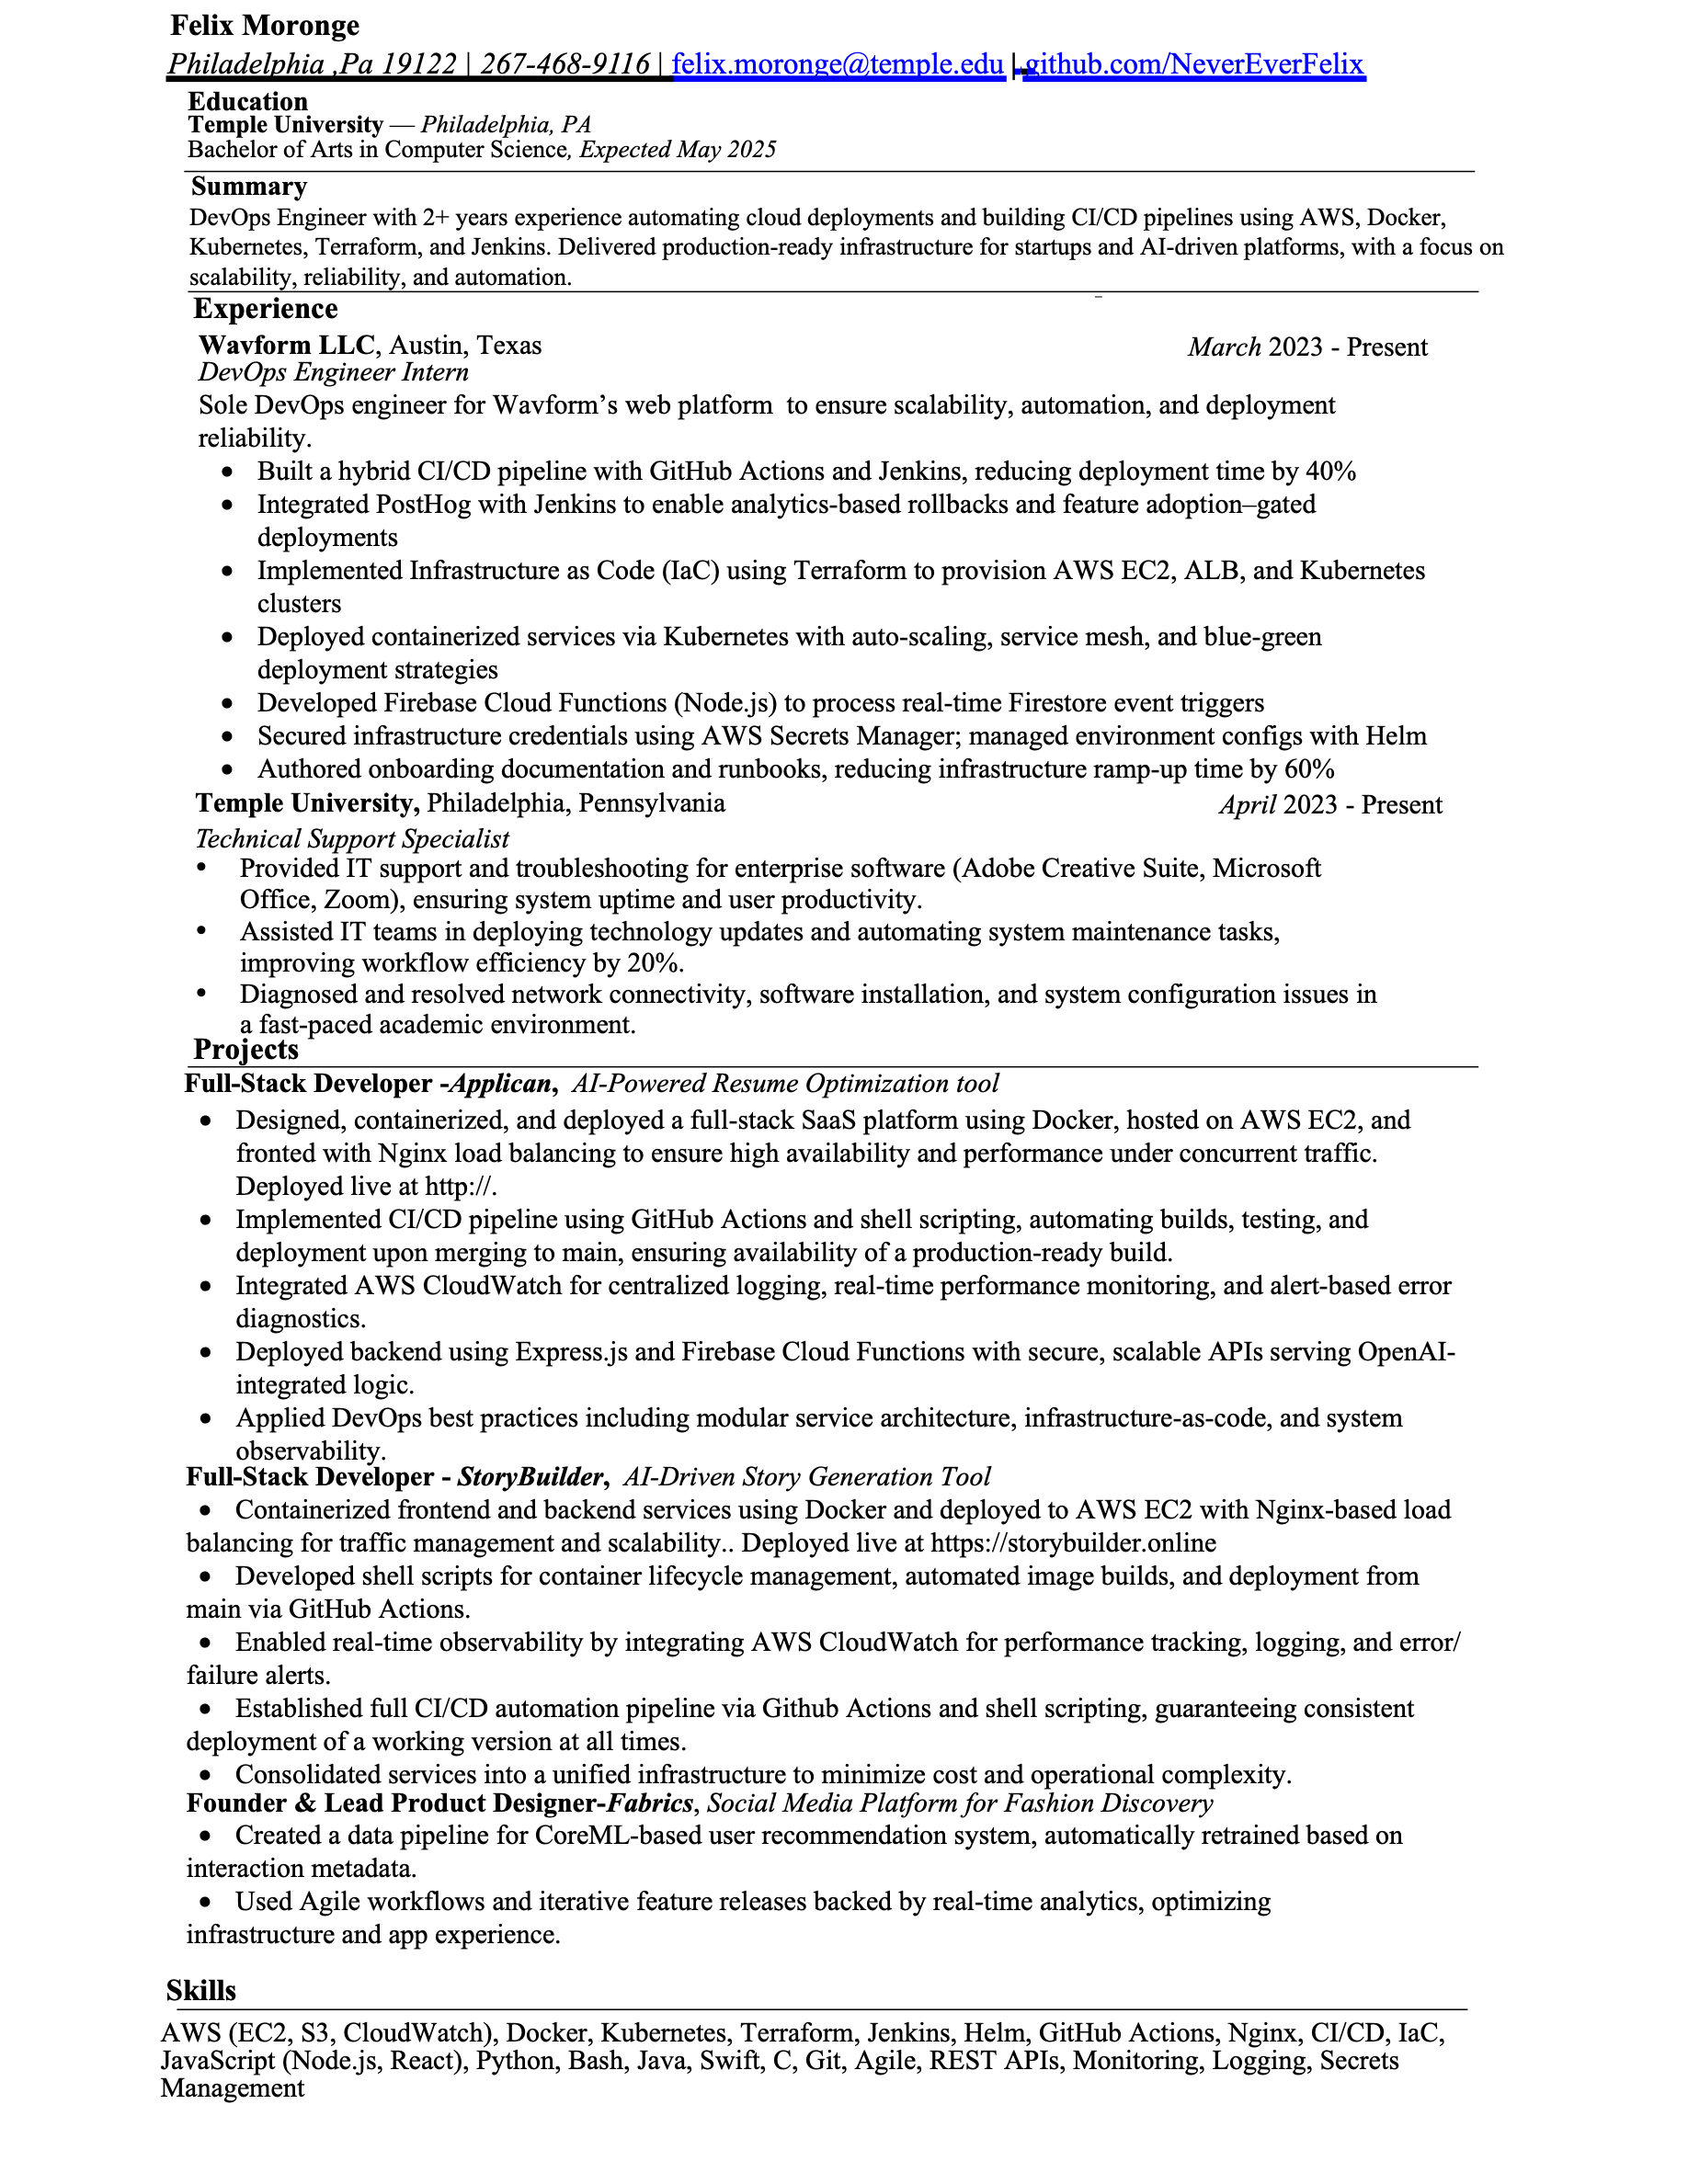 Felix Moronge
Philadelphia ,Pa 19122 | 267-468-9116 | felix.moronge@temple.edu | github.com/NeverEverFelix
Education
Temple University — Philadelphia, PA
Bachelor of Arts in Computer Science, Expected May 2025
Summary
DevOps Engineer with 2+ years experience automating cloud deployments and building CI/CD pipelines using AWS, Docker,
Kubernetes, Terraform, and Jenkins. Delivered production-ready infrastructure for startups and AI-driven platforms, with a focus on
scalability, reliability, and automation.
Experience
Wavform LLC, Austin, Texas March 2023 - Present
DevOps Engineer Intern
Sole DevOps engineer for Wavform’s web platform  to ensure scalability, automation, and deployment
reliability.
• Built a hybrid CI/CD pipeline with GitHub Actions and Jenkins, reducing deployment time by 40%
• Integrated PostHog with Jenkins to enable analytics-based rollbacks and feature adoption–gated
deployments
• Implemented Infrastructure as Code (IaC) using Terraform to provision AWS EC2, ALB, and Kubernetes
clusters
• Deployed containerized services via Kubernetes with auto-scaling, service mesh, and blue-green
deployment strategies
• Developed Firebase Cloud Functions (Node.js) to process real-time Firestore event triggers
• Secured infrastructure credentials using AWS Secrets Manager; managed environment configs with Helm
• Authored onboarding documentation and runbooks, reducing infrastructure ramp-up time by 60%
Temple University, Philadelphia, Pennsylvania April 2023 - Present
Technical Support Specialist
• Provided IT support and troubleshooting for enterprise software (Adobe Creative Suite, Microsoft
Office, Zoom), ensuring system uptime and user productivity.
• Assisted IT teams in deploying technology updates and automating system maintenance tasks,
improving workflow efficiency by 20%.
• Diagnosed and resolved network connectivity, software installation, and system configuration issues in
a fast-paced academic environment.
Projects
Full-Stack Developer -Applican, AI-Powered Resume Optimization tool
• Designed, containerized, and deployed a full-stack SaaS platform using Docker, hosted on AWS EC2, and
fronted with Nginx load balancing to ensure high availability and performance under concurrent traffic.
Deployed live at http://.
• Implemented CI/CD pipeline using GitHub Actions and shell scripting, automating builds, testing, and
deployment upon merging to main, ensuring availability of a production-ready build.
• Integrated AWS CloudWatch for centralized logging, real-time performance monitoring, and alert-based error
diagnostics.
• Deployed backend using Express.js and Firebase Cloud Functions with secure, scalable APIs serving OpenAI-
integrated logic.
• Applied DevOps best practices including modular service architecture, infrastructure-as-code, and system
observability.
Full-Stack Developer - StoryBuilder, AI-Driven Story Generation Tool
• Containerized frontend and backend services using Docker and deployed to AWS EC2 with Nginx-based load
balancing for traffic management and scalability.. Deployed live at https://storybuilder.online
• Developed shell scripts for container lifecycle management, automated image builds, and deployment from
main via GitHub Actions.
• Enabled real-time observability by integrating AWS CloudWatch for performance tracking, logging, and error/
failure alerts.
• Established full CI/CD automation pipeline via Github Actions and shell scripting, guaranteeing consistent
deployment of a working version at all times.
• Consolidated services into a unified infrastructure to minimize cost and operational complexity.
Founder & Lead Product Designer-Fabrics, Social Media Platform for Fashion Discovery
• Created a data pipeline for CoreML-based user recommendation system, automatically retrained based on
interaction metadata.
• Used Agile workflows and iterative feature releases backed by real-time analytics, optimizing
infrastructure and app experience.
Skills
AWS (EC2, S3, CloudWatch), Docker, Kubernetes, Terraform, Jenkins, Helm, GitHub Actions, Nginx, CI/CD, IaC,
JavaScript (Node.js, React), Python, Bash, Java, Swift, C, Git, Agile, REST APIs, Monitoring, Logging, Secrets
Management